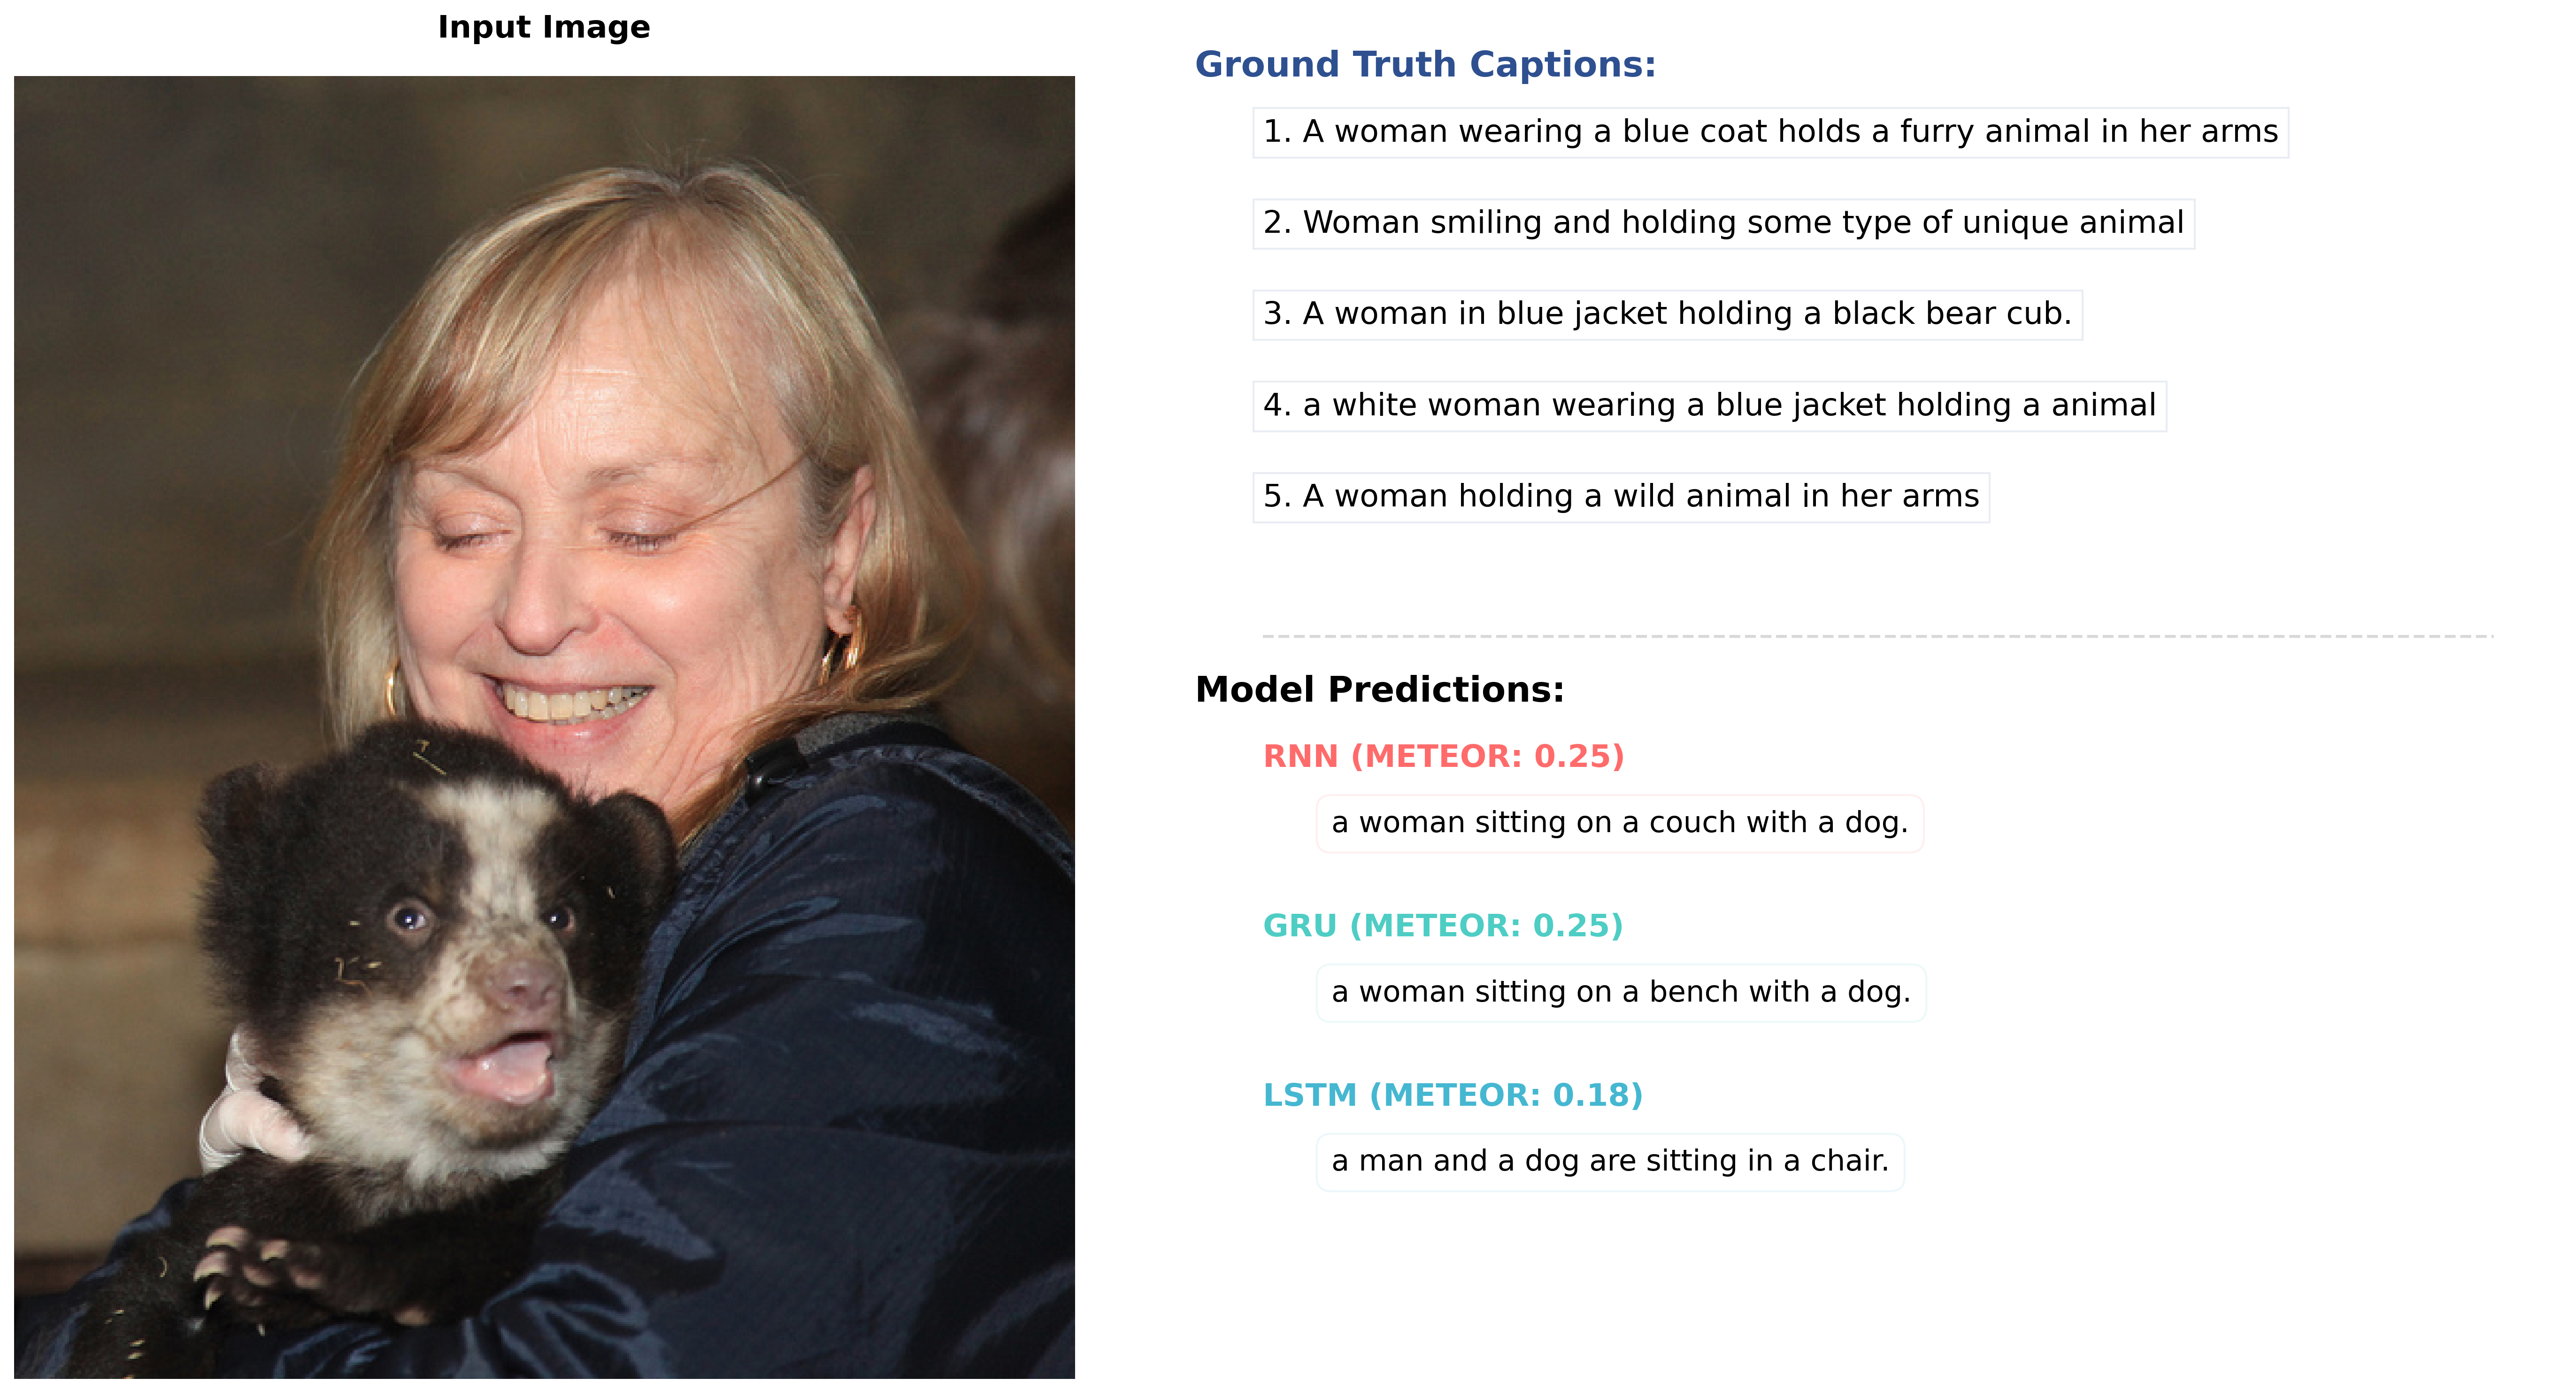 Input Image
Ground Truth Captions:
1. A woman wearing a blue coat holds a furry animal in her arms
2. Woman smiling and holding some type of unique animal
3. A woman in blue jacket holding a black bear cub.
4. a white woman wearing a blue jacket holding a animal
5. A woman holding a wild animal in her arms
Model Predictions:
RNN (METEOR: 0.25)
a woman sitting on a couch with a dog.
GRU (METEOR: 0.25)
a woman sitting on a bench with a dog.
LSTM (METEOR: 0.18)
a man and a dog are sitting in a chair.